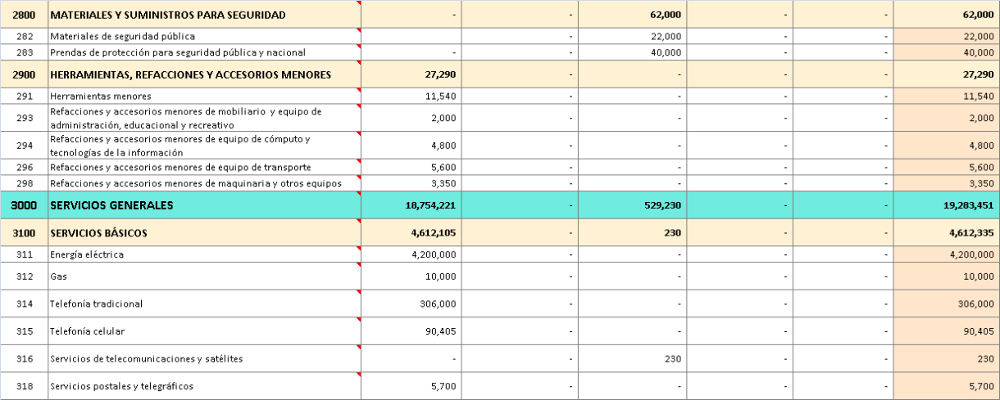 2800 MATERIALES Y SUMINISTROS PARA SEGURIDAD - - 62,000 - - 62,000
282 Materiales de seguridad pública - 22,000 - - 22,000
283 Prendas de protección para seguridad pública y nacional - - 40,000 - - 40,000
2900 HERRAMIENTAS, REFACCIONES Y ACCESORIOS MENORES 27,290 - - - - 27,290
291 Herramientas menores 11,540 - - - - 11,540
293 Refacciones y accesorios menores de mobiliario y equipo de
administración, educacional y recreativo 2,000 - - - - 2,000
294 Refacciones y accesorios menores de equipo de cómputo y
tecnologías de la información 4,800 - - - - 4,800
296 Refacciones y accesorios menores de equipo de transporte 5,600 - - - - 5,600
298 Refacciones y accesorios menores de maquinaria y otros equipos 3,350 - - - - 3,350
3000 SERVICIOS GENERALES 18,754,221 - 529,230 - - 19,283,451
3100 SERVICIOS BÁSICOS 4,612,105 - 230 - - 4,612,335
311 Energía eléctrica 4,200,000 - - - - 4,200,000
312 Gas 10,000 - - - - 10,000
314 Telefonía tradicional 306,000 - - - - 306,000
315 Telefonía celular 90,405 - - - - 90,405
316 Servicios de telecomunicaciones y satélites - - 230 - - 230
318 Servicios postales y telegráficos 5,700 - - - - 5,700